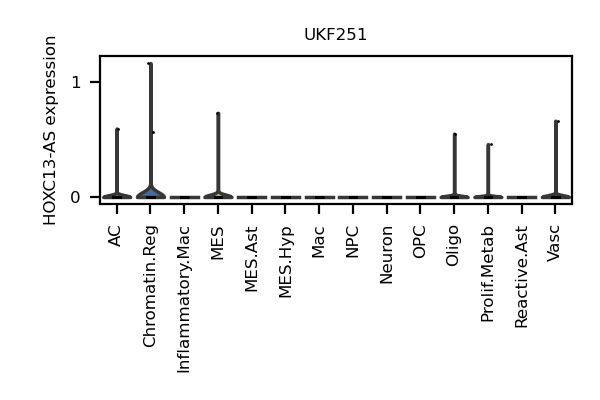 UKF251
HOXC13-AS expression
1
0
AC
Chromatin.Reg
Inflammatory.Mac
MES
MES.Ast
MES.Hyp
Mac
NPC
Neuron
OPC
Oligo
Prolif.Metab
Reactive.Ast
Vasc